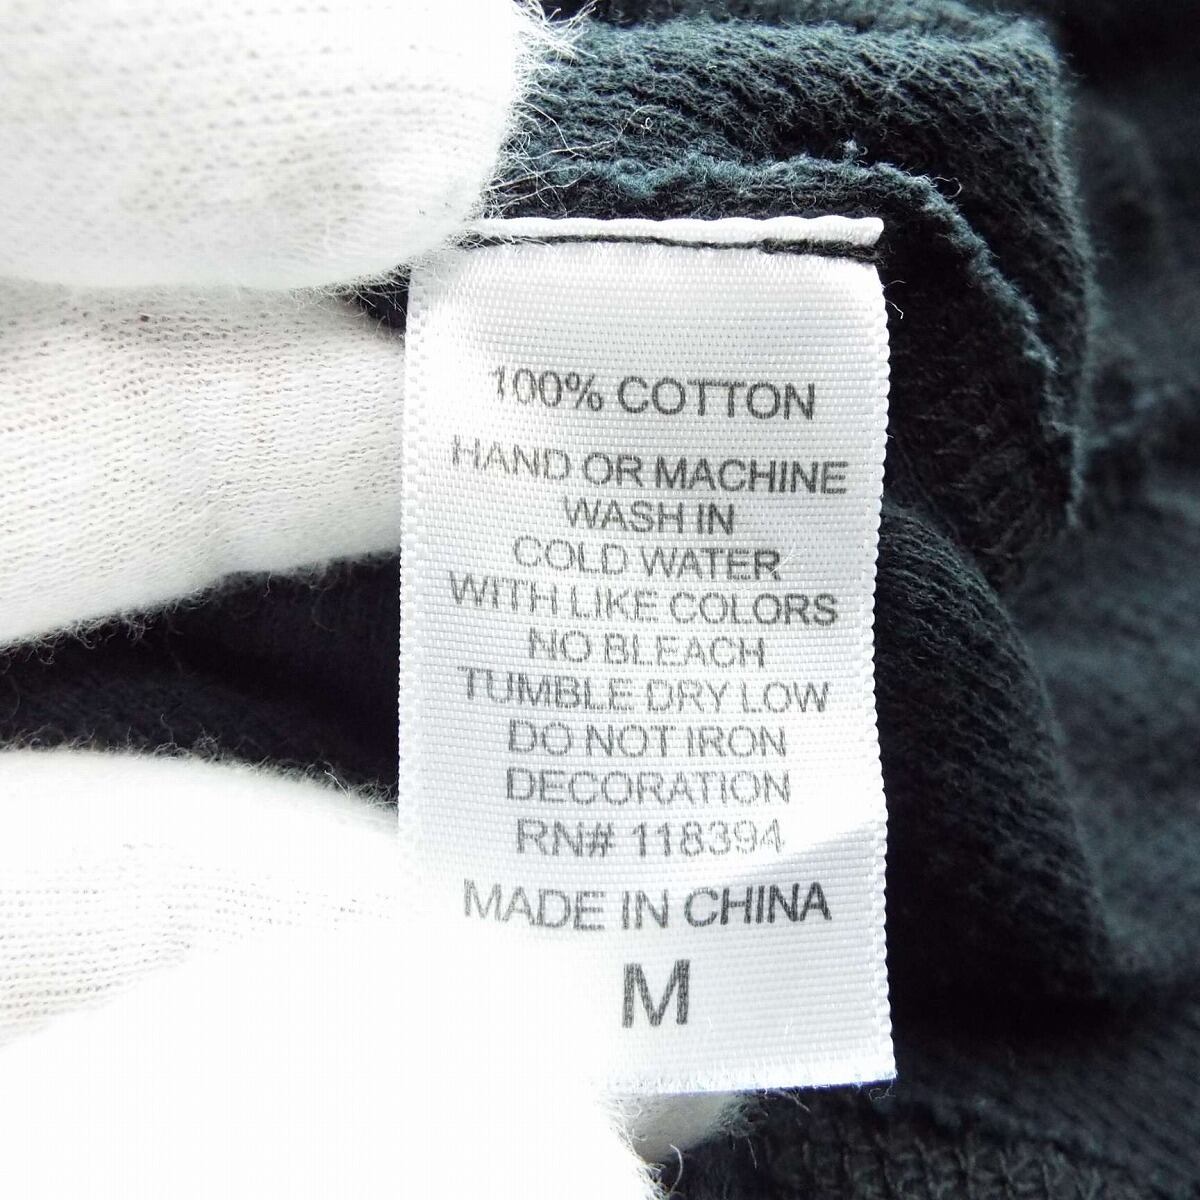 100% COTTON
HAND OR MACHINE
WASH IN
COLD WATER
WITH LIKE COLORS
NO BLEACH
TUMBLE DRY LOW
DO NOT IRON
DECORATION
RN# 118394
MADE IN CHINA
M